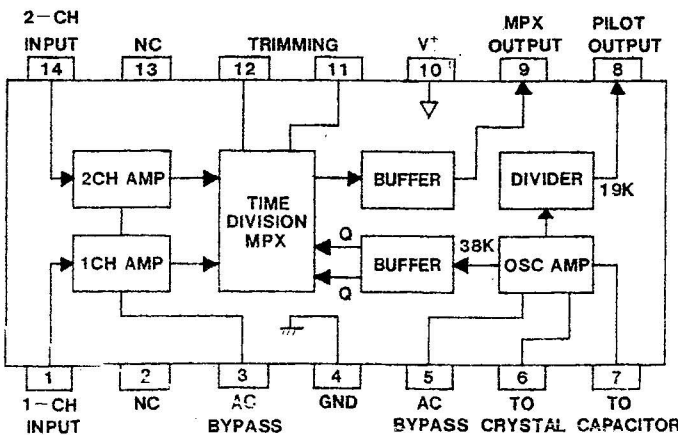 2-CH INPUT
NC
TRIMMING
V+
MPX OUTPUT
PILOT OUTPUT
14
13
12
11
10
9
8
2CH AMP
1CH AMP
TIME DIVISION MPX
BUFFER
DIVIDER
19K
Q
Q
38K
BUFFER
OSC AMP
1
2
3
4
5
6
7
1-CH INPUT
NC
AC BYPASS
GND
AC BYPASS
TO CRYSTAL
TO CAPACITOR